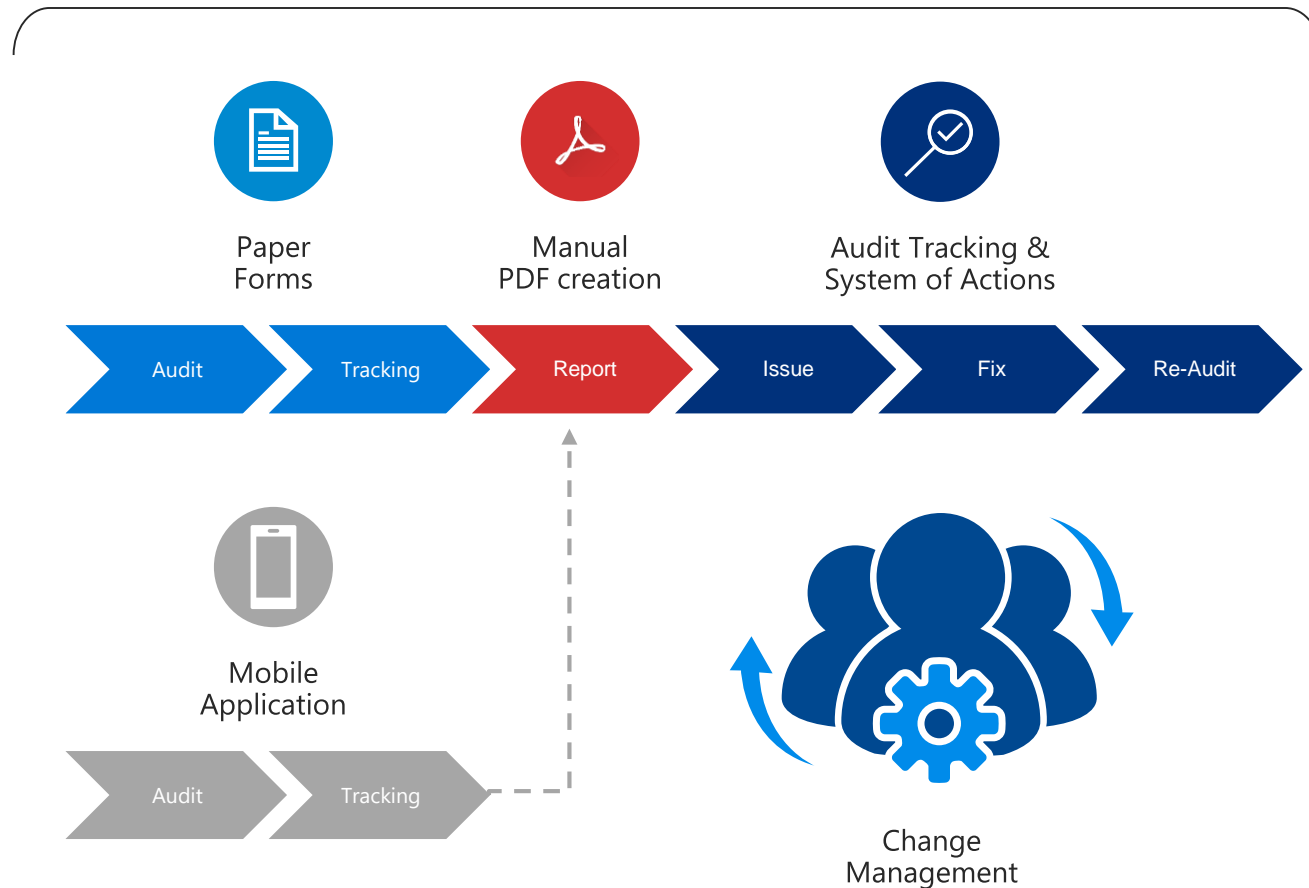 Paper
Forms
Manual
PDF creation
Audit Tracking &
System of Actions
Audit
Tracking
Report
Issue
Fix
Re-Audit
Mobile
Application
Audit
Tracking
Change
Management